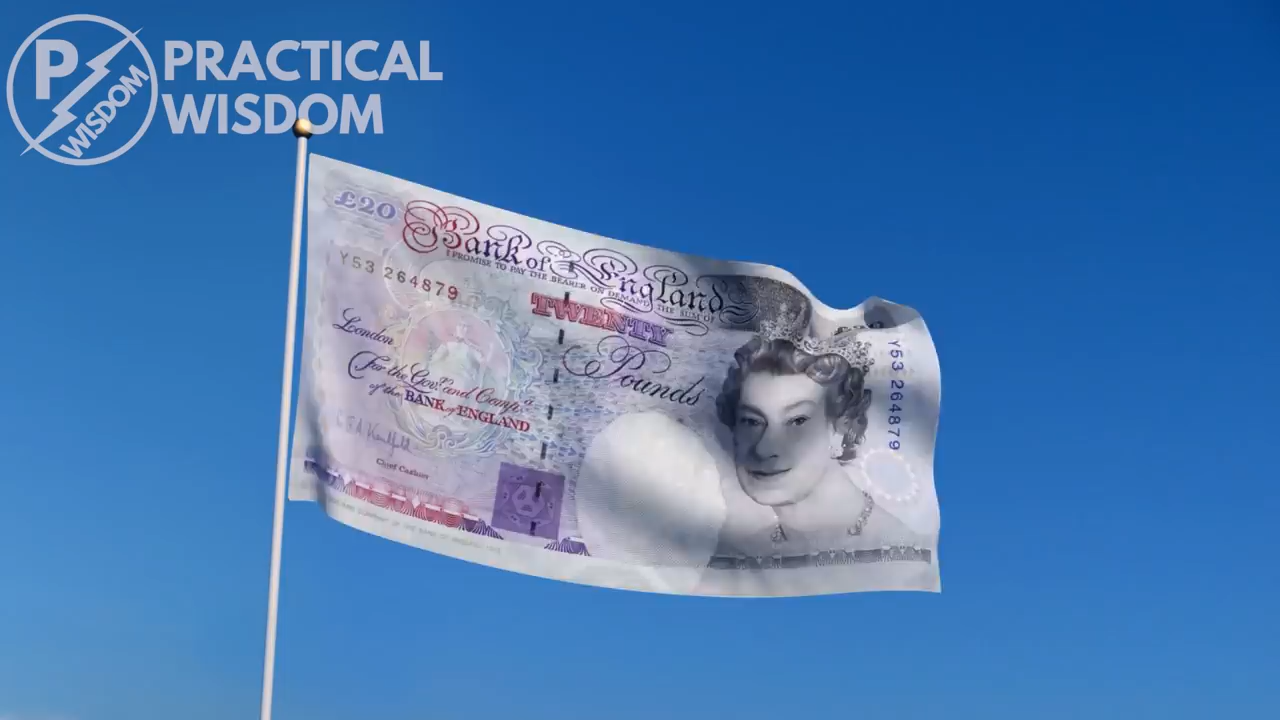 P
WISDOM
PRACTICAL
WISDOM
£20
Bank of England
I PROMISE TO PAY THE BEARER ON DEMAND THE SUM OF
Y53 264879
TWENTY
Pounds
London
For the Govr. and Compa.
of the BANK of ENGLAND
Chief Cashier
Y53 264879